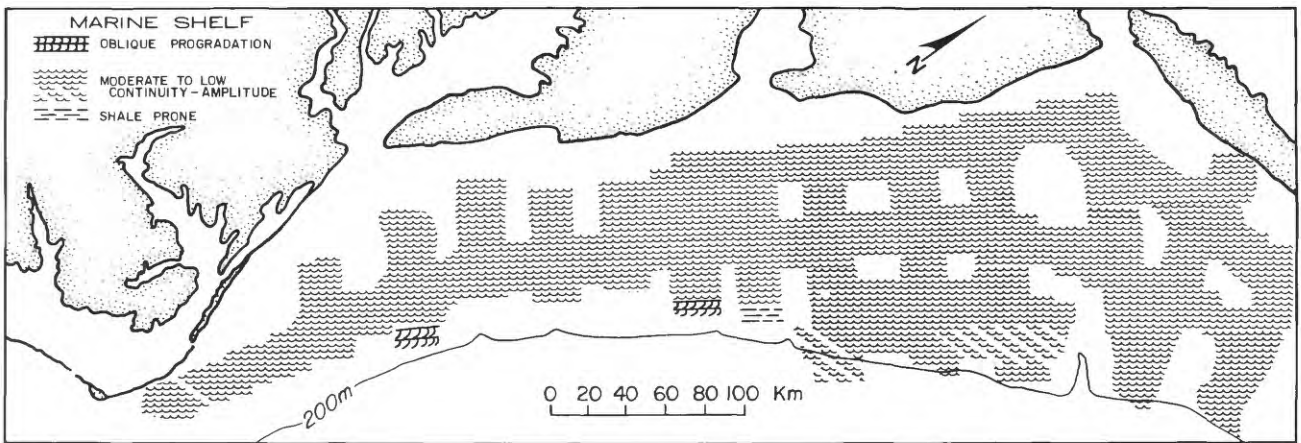 MARINE SHELF
OBLIQUE PROGRADATION
MODERATE TO LOW
CONTINUITY-AMPLITUDE
SHALE PRONE
N
200m
0 20 40 60 80 100 Km